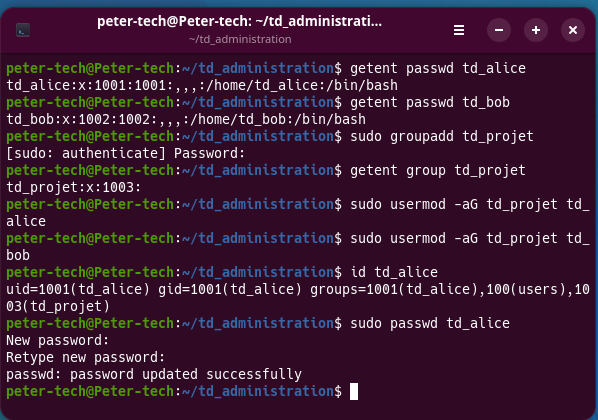 peter-tech@Peter-tech: ~/td_administrati...
~/td_administration
peter-tech@Peter-tech:~/td_administration$ getent passwd td_alice
td_alice:x:1001:1001:,,,:/home/td_alice:/bin/bash
peter-tech@Peter-tech:~/td_administration$ getent passwd td_bob
td_bob:x:1002:1002:,,,:/home/td_bob:/bin/bash
peter-tech@Peter-tech:~/td_administration$ sudo groupadd td_projet
[sudo: authenticate] Password:
peter-tech@Peter-tech:~/td_administration$ getent group td_projet
td_projet:x:1003:
peter-tech@Peter-tech:~/td_administration$ sudo usermod -aG td_projet td_
alice
peter-tech@Peter-tech:~/td_administration$ sudo usermod -aG td_projet td_
bob
peter-tech@Peter-tech:~/td_administration$ id td_alice
uid=1001(td_alice) gid=1001(td_alice) groups=1001(td_alice),100(users),10
03(td_projet)
peter-tech@Peter-tech:~/td_administration$ sudo passwd td_alice
New password:
Retype new password:
passwd: password updated successfully
peter-tech@Peter-tech:~/td_administration$